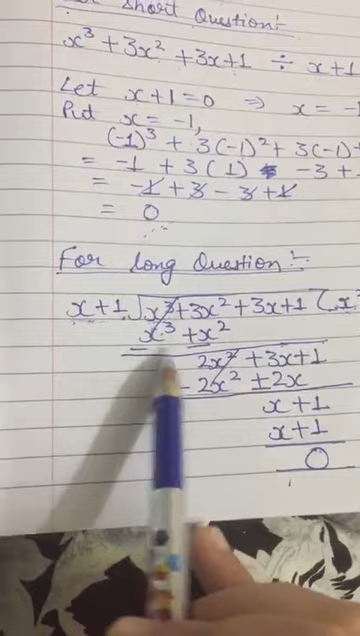 Short Question:-
x³ + 3x² + 3x + 1 ÷ x + 1
Let x + 1 = 0 ⇒ x = -
Put x = -1,
(-1)³ + 3(-1)² + 3(-1) +
= -1 + 3(1) - 3 +
= -1 + 3 - 3 + 1
= 0
For long Question:-
x+1 √x³ + 3x² + 3x + 1 ( x²
x³ + x²
2x² + 3x + 1
- 2x² ± 2x
x + 1
x + 1
0